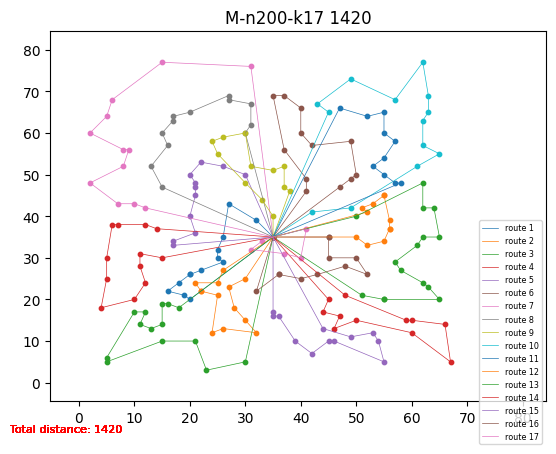 M-n200-k17 1420
80
70
60
50
40
30
20
10
0
0 10 20 30 40 50 60 70 80
route 1
route 2
route 3
route 4
route 5
route 6
route 7
route 8
route 9
route 10
route 11
route 12
route 13
route 14
route 15
route 16
route 17
Total distance: 1420